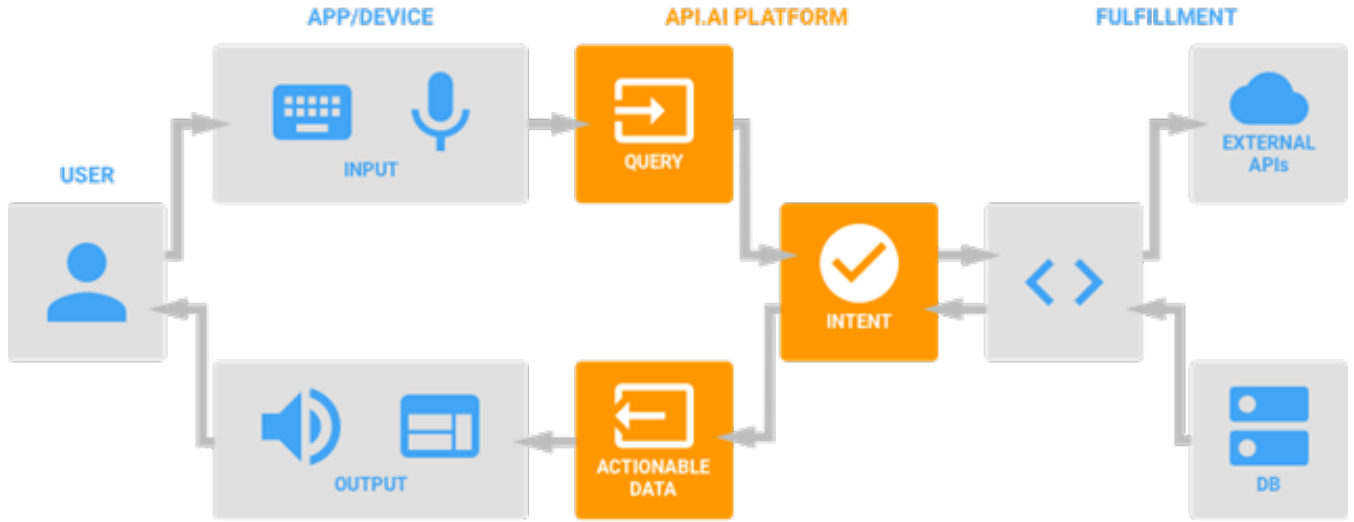 APP/DEVICE
API.AI PLATFORM
FULFILLMENT
INPUT
QUERY
EXTERNAL
APIs
USER
INTENT
OUTPUT
ACTIONABLE
DATA
DB